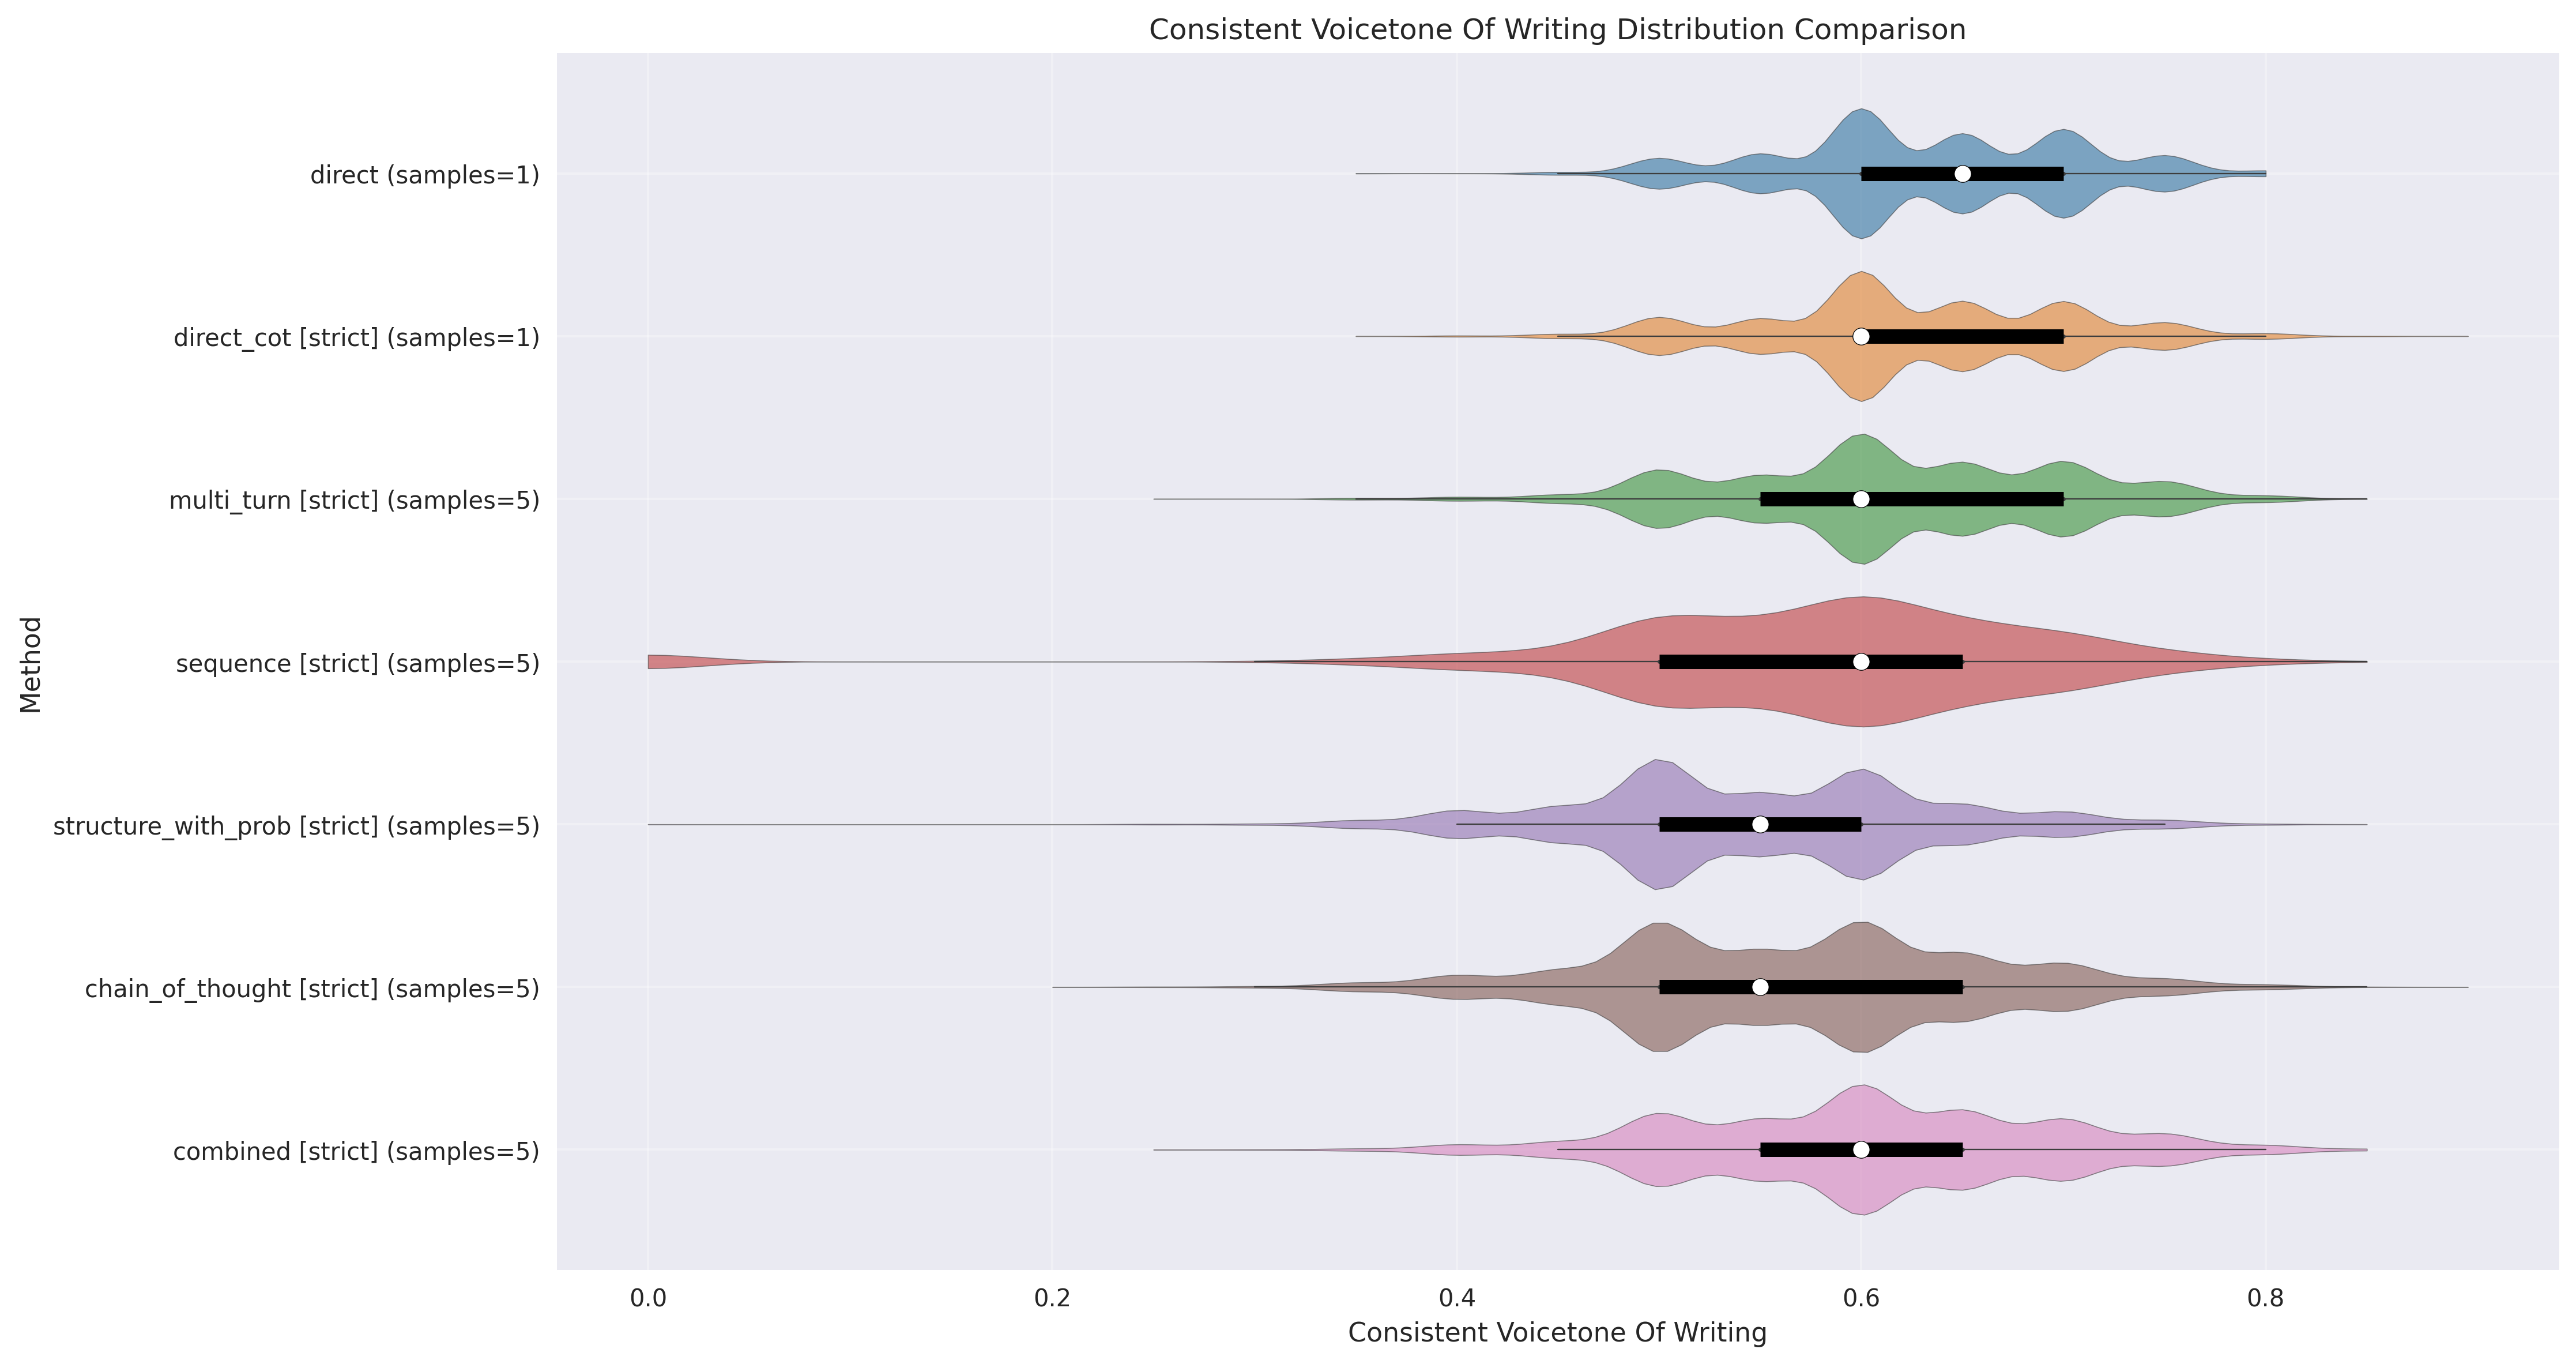 Consistent Voicetone Of Writing Distribution Comparison
Method
direct (samples=1)
direct_cot [strict] (samples=1)
multi_turn [strict] (samples=5)
sequence [strict] (samples=5)
structure_with_prob [strict] (samples=5)
chain_of_thought [strict] (samples=5)
combined [strict] (samples=5)
0.0 0.2 0.4 0.6 0.8
Consistent Voicetone Of Writing